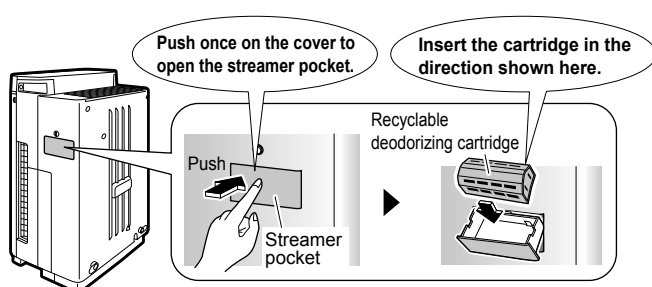 Push once on the cover to
open the streamer pocket.
Insert the cartridge in the
direction shown here.
Push
Streamer
pocket
Recyclable
deodorizing cartridge